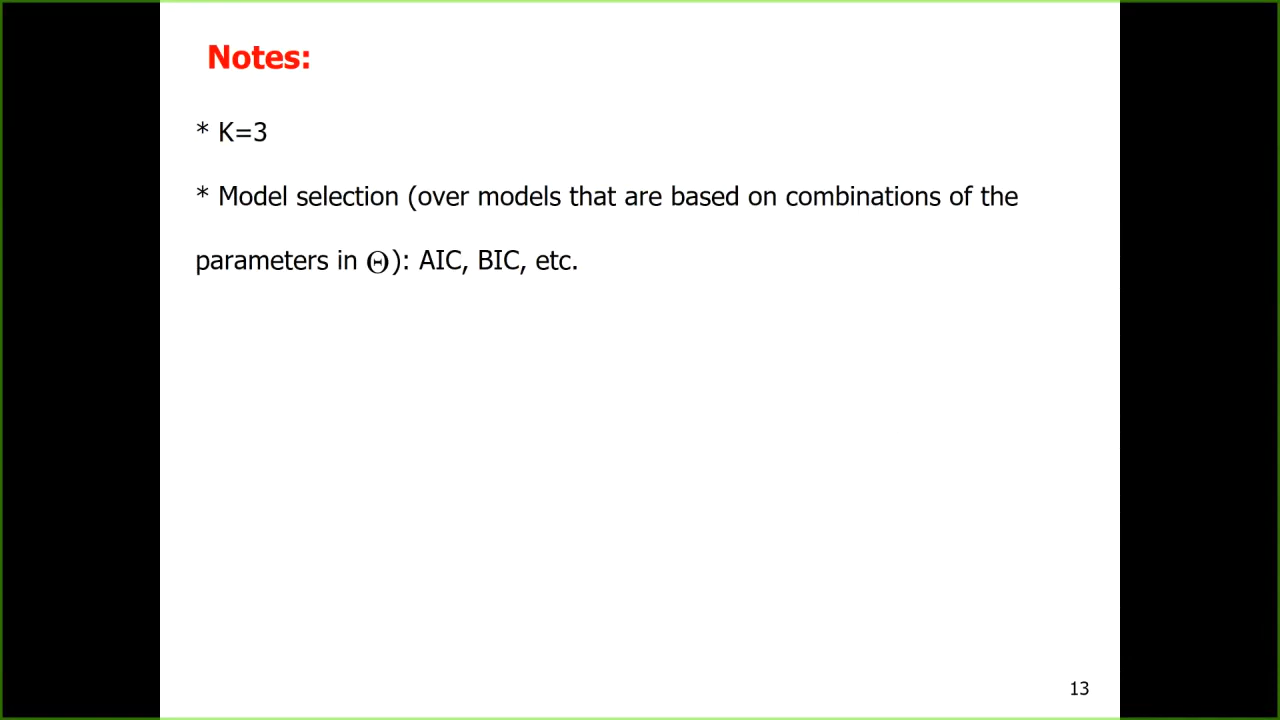 Notes:
* K=3
* Model selection (over models that are based on combinations of the
parameters in Θ): AIC, BIC, etc.
13